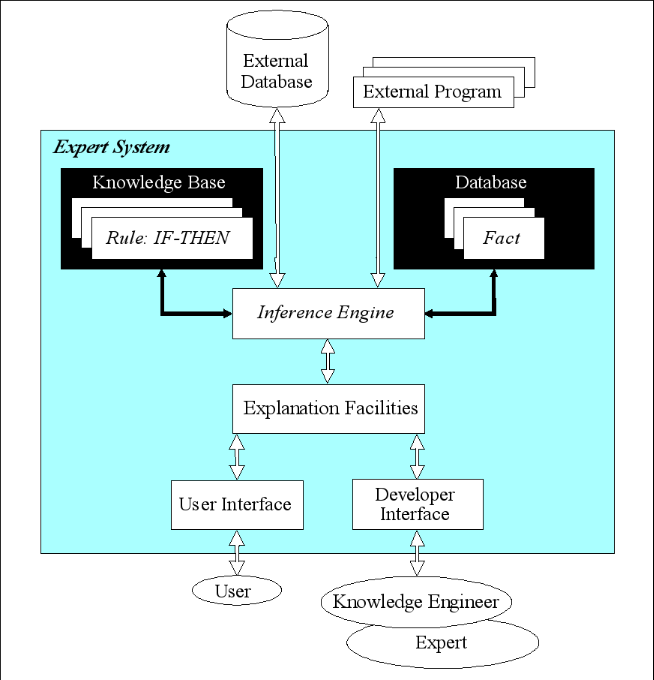 External
Database
External Program
Expert System
Knowledge Base
Rule: IF-THEN
Database
Fact
Inference Engine
Explanation Facilities
User Interface
Developer
Interface
User
Knowledge Engineer
Expert